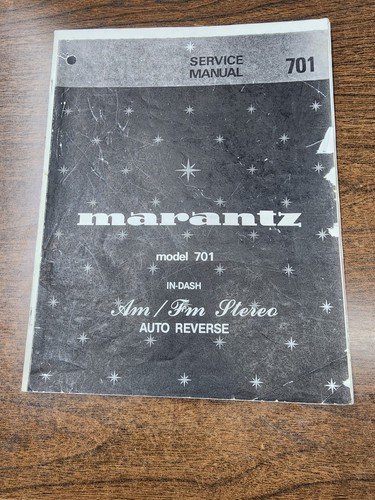 SERVICE
MANUAL 701
marantz
model 701
IN-DASH
Am/Fm Stereo
AUTO REVERSE